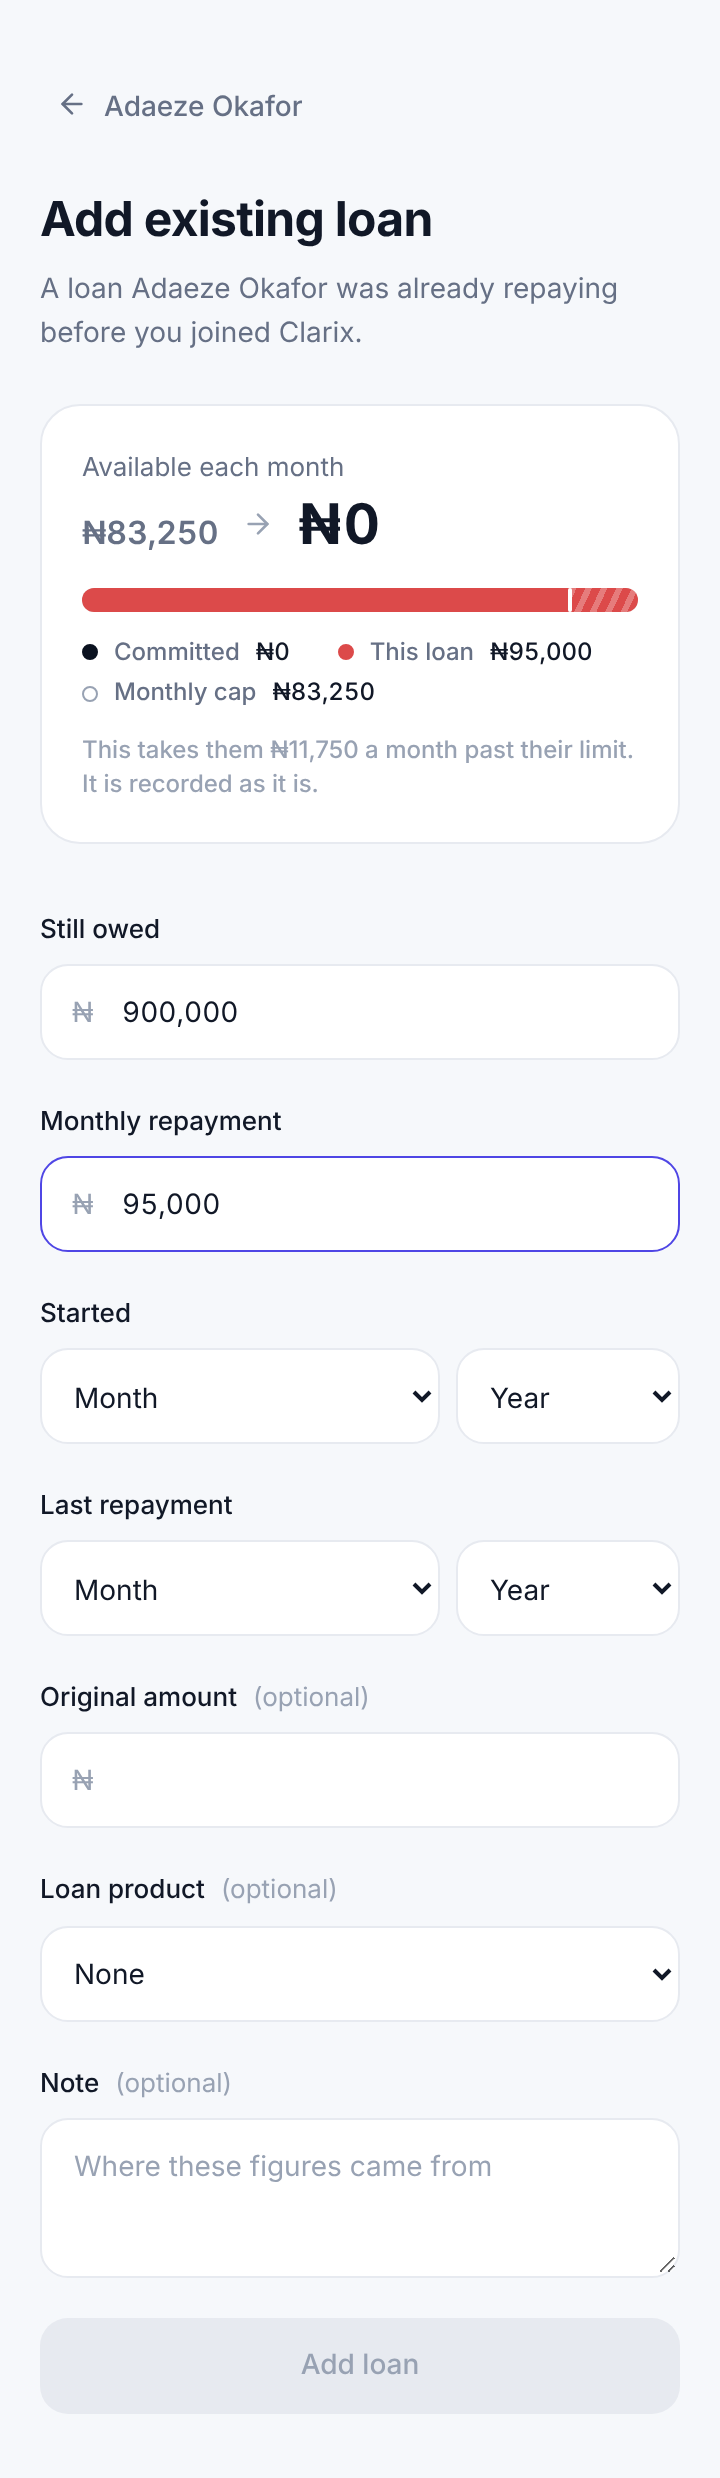 Adaeze Okafor
Add existing loan
A loan Adaeze Okafor was already repaying
before you joined Clarix.
Available each month
₦83,250 → ₦0
Committed ₦0 This loan ₦95,000
Monthly cap ₦83,250
This takes them ₦11,750 a month past their limit.
It is recorded as it is.
Still owed
₦ 900,000
Monthly repayment
₦ 95,000
Started
Month Year
Last repayment
Month Year
Original amount (optional)
₦
Loan product (optional)
None
Note (optional)
Where these figures came from
Add loan